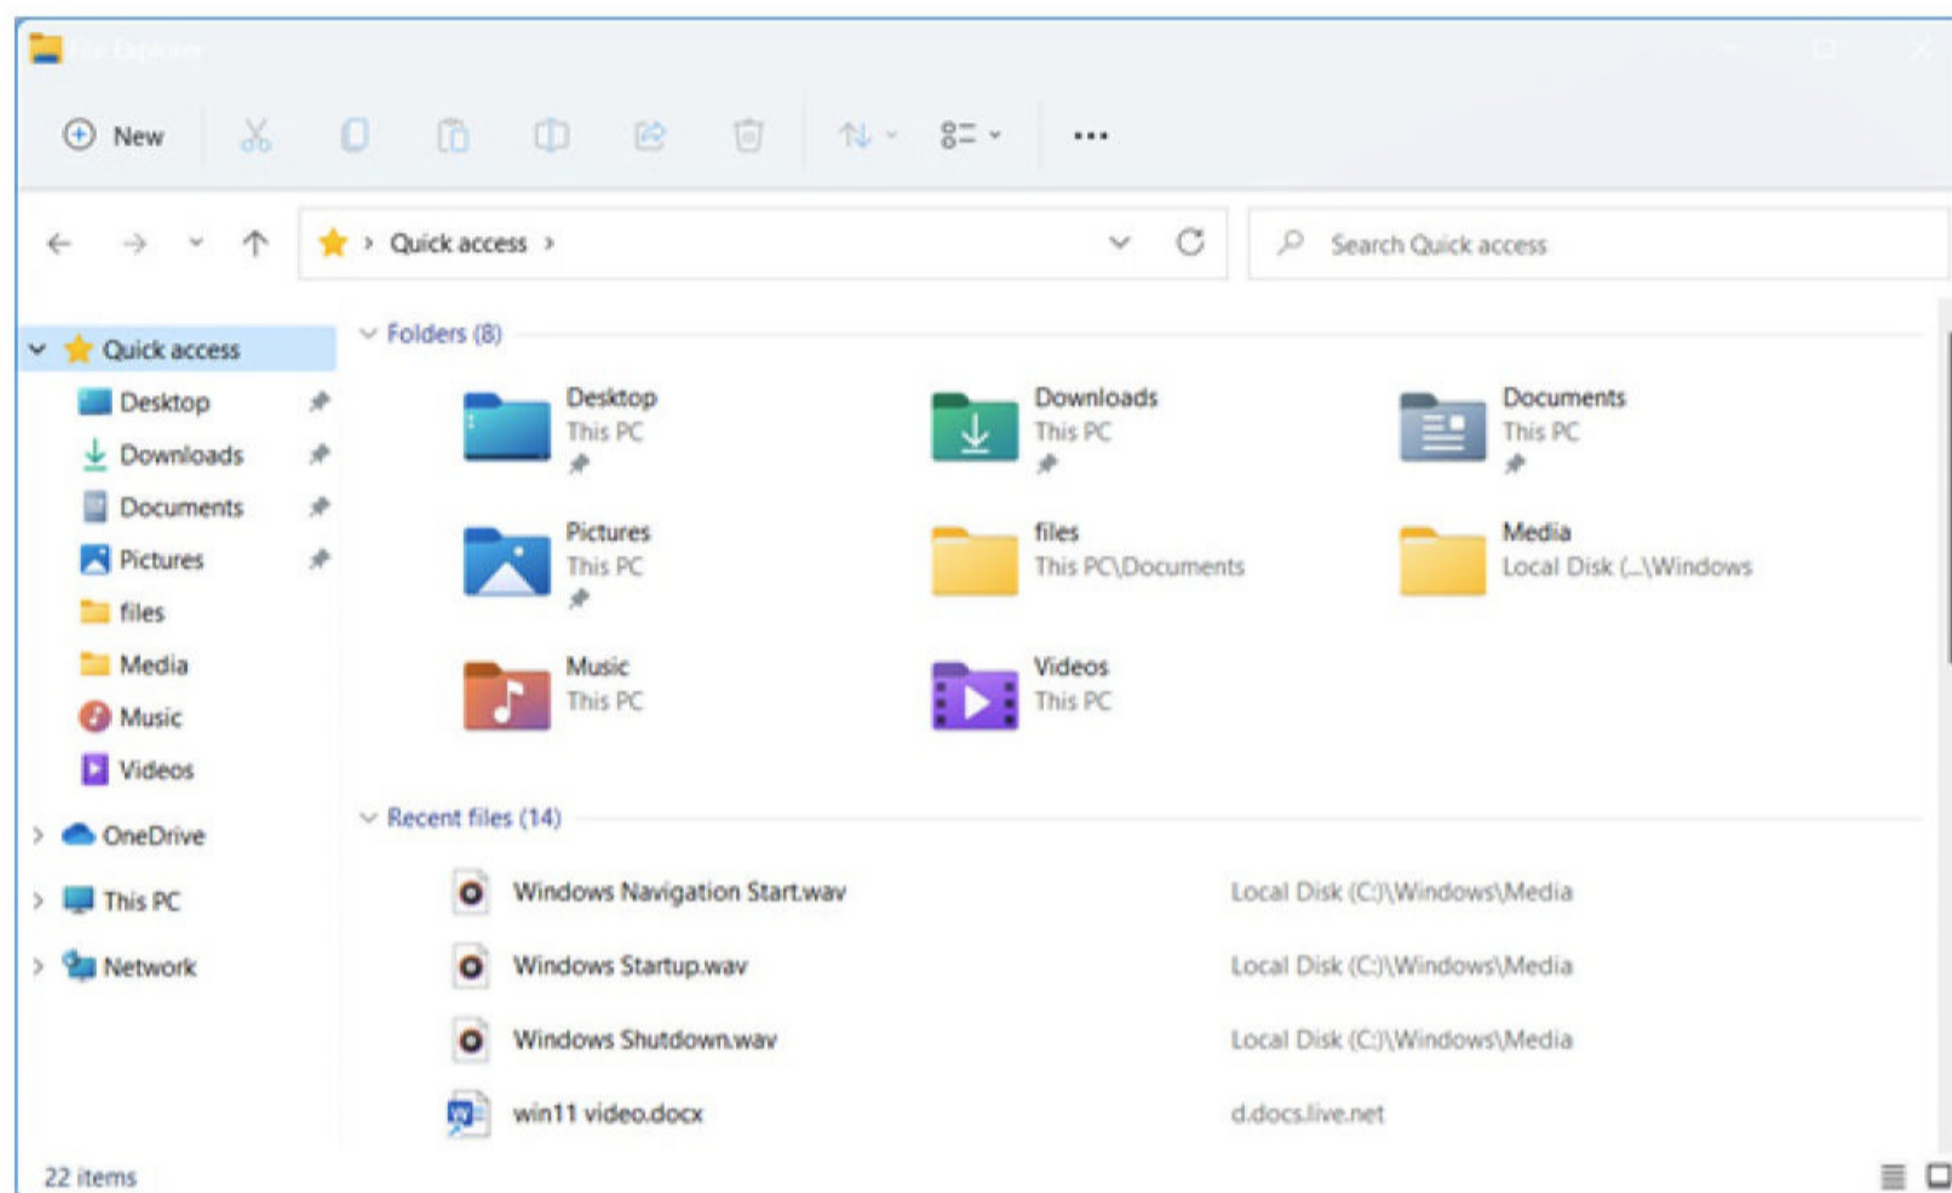 File Explorer
New
Quick access
Search Quick access
Quick access
Desktop
Downloads
Documents
Pictures
files
Media
Music
Videos
OneDrive
This PC
Network
Folders (8)
Desktop
This PC
Downloads
This PC
Documents
This PC
Pictures
This PC
files
This PC\Documents
Media
Local Disk (...\Windows
Music
This PC
Videos
This PC
Recent files (14)
Windows Navigation Start.wav Local Disk (C:)\Windows\Media
Windows Startup.wav Local Disk (C:)\Windows\Media
Windows Shutdown.wav Local Disk (C:)\Windows\Media
win11 video.docx d.docs.live.net
22 items